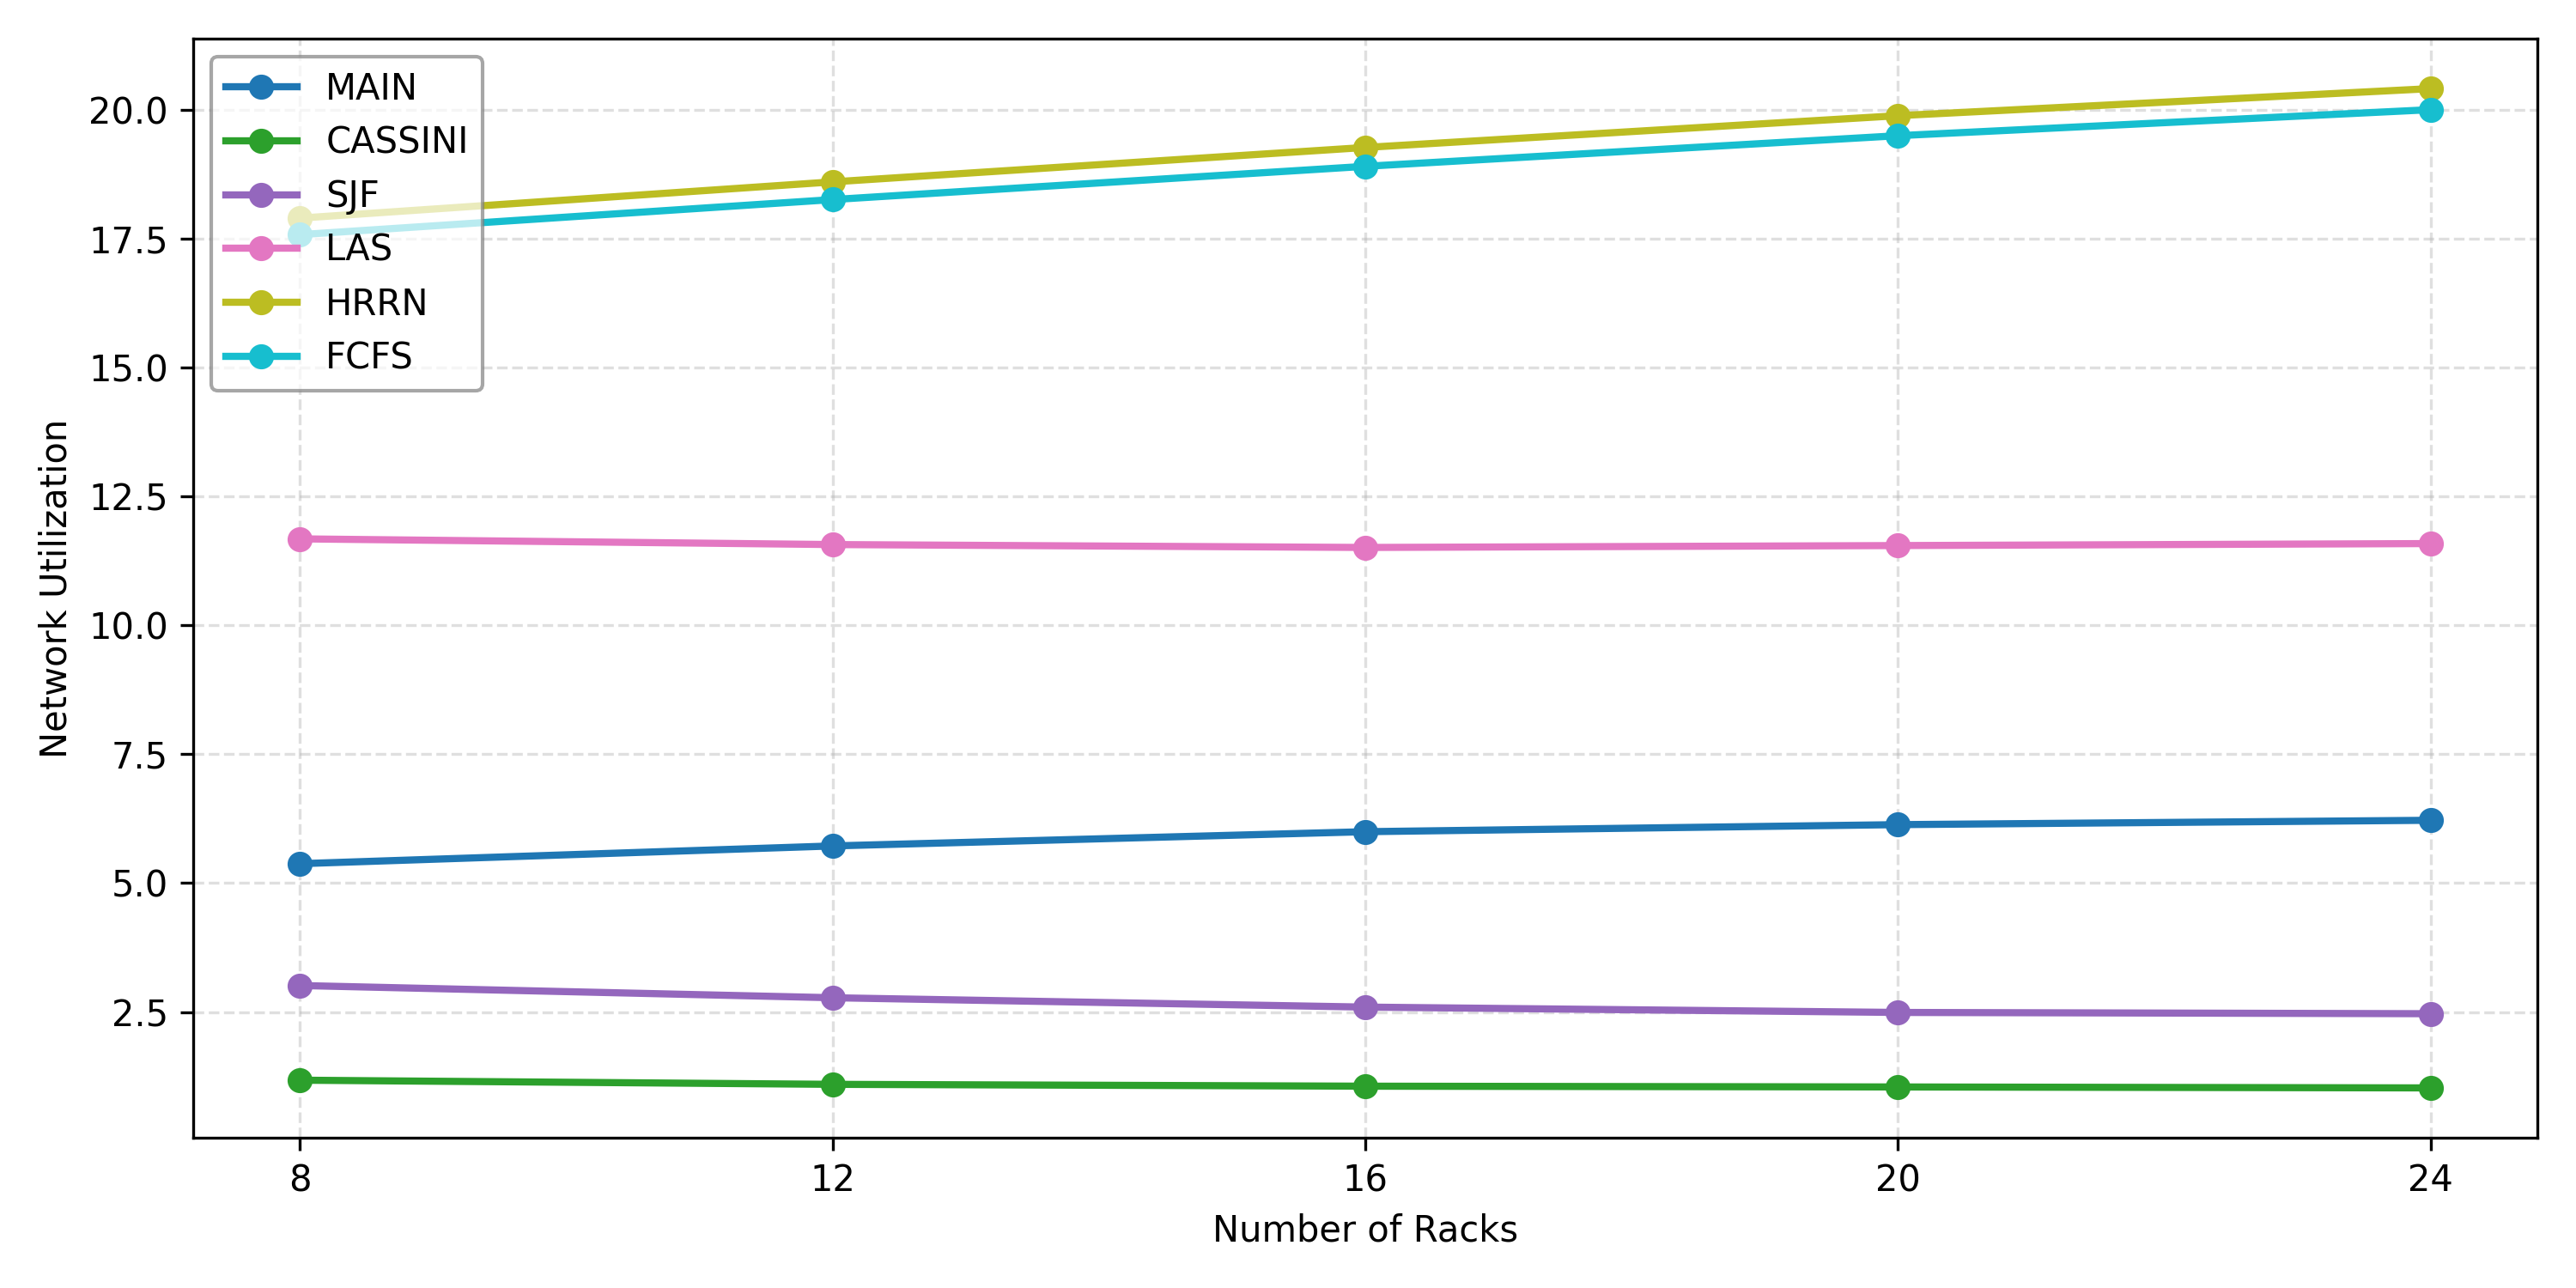 MAIN
CASSINI
SJF
LAS
HRRN
FCFS
20.0
17.5
15.0
12.5
10.0
7.5
5.0
2.5
Network Utilization
8 12 16 20 24
Number of Racks